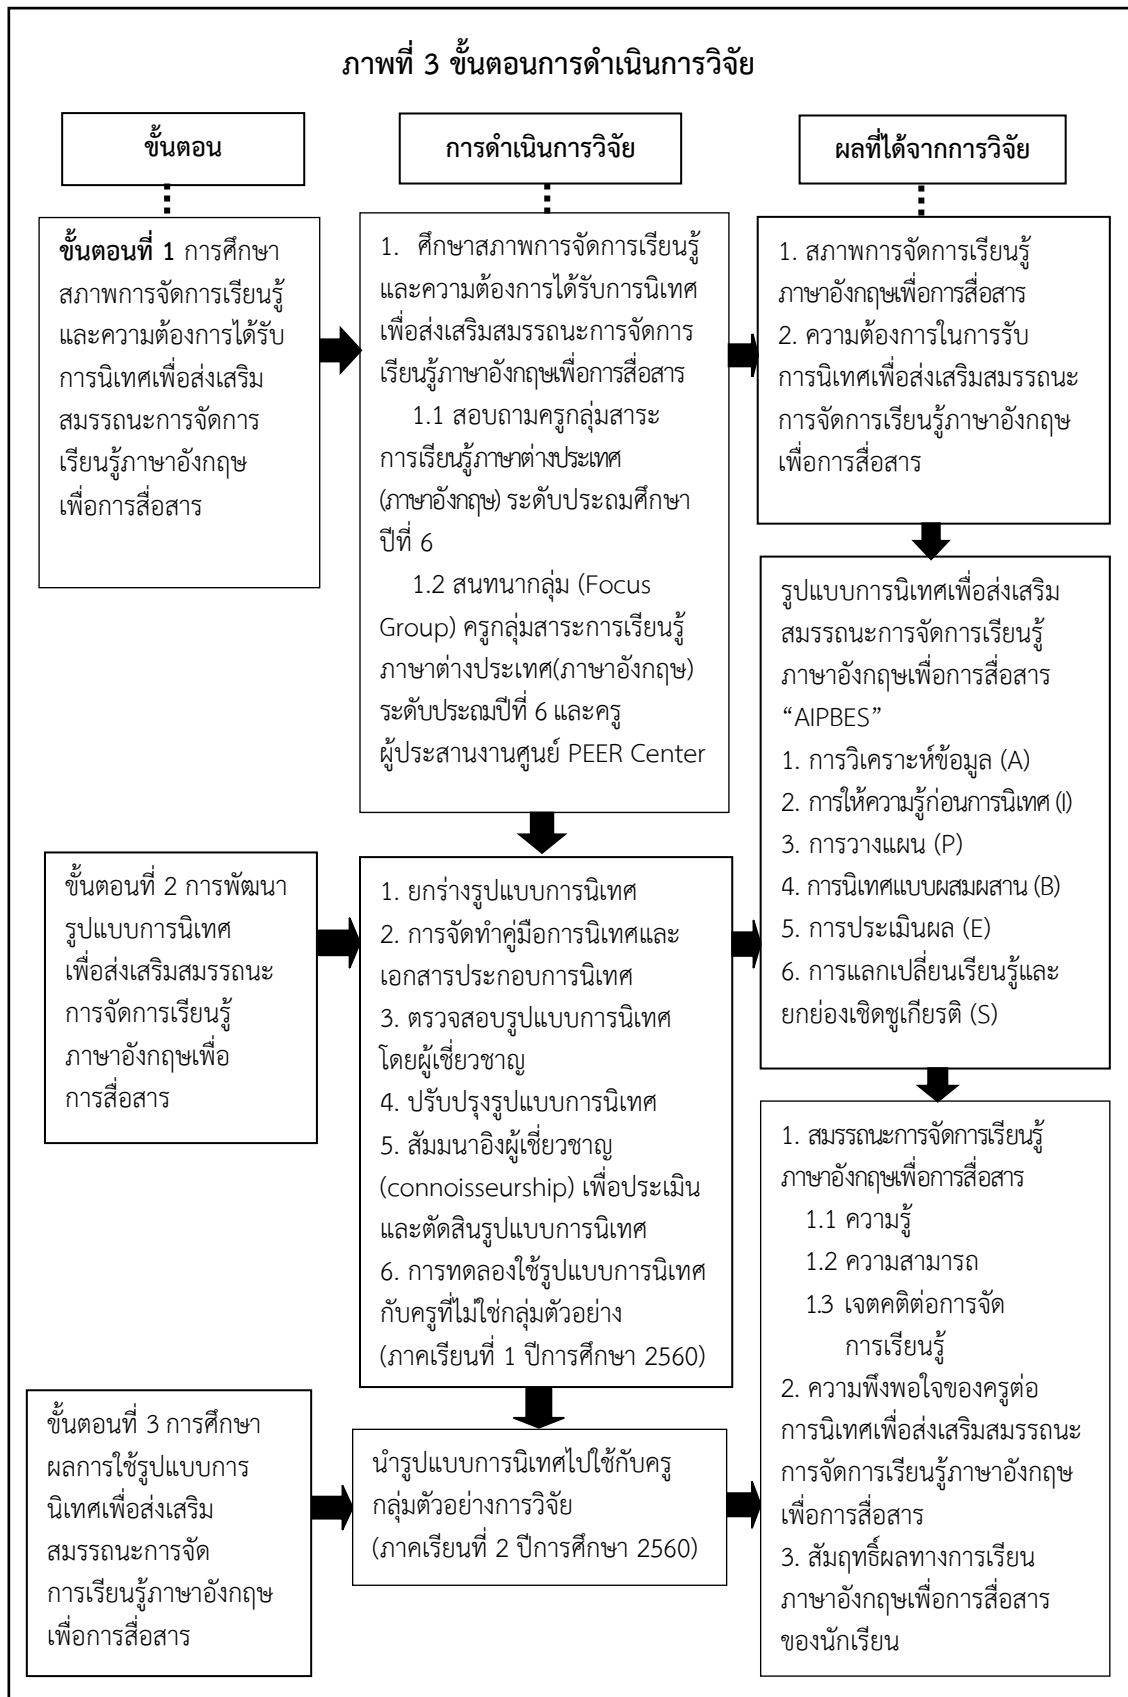 ภาพที่ 3 ขั้นตอนการดำเนินการวิจัย
ขั้นตอน
การดำเนินการวิจัย
ผลที่ได้จากการวิจัย
ขั้นตอนที่ 1 การศึกษา
สภาพการจัดการเรียนรู้
และความต้องการได้รับ
การนิเทศเพื่อส่งเสริม
สมรรถนะการจัดการ
เรียนรู้ภาษาอังกฤษ
เพื่อการสื่อสาร
1. ศึกษาสภาพการจัดการเรียนรู้
และความต้องการได้รับการนิเทศ
เพื่อส่งเสริมสมรรถนะการจัดการ
เรียนรู้ภาษาอังกฤษเพื่อการสื่อสาร
1.1 สอบถามครูกลุ่มสาระ
การเรียนรู้ภาษาต่างประเทศ
(ภาษาอังกฤษ) ระดับประถมศึกษา
ปีที่ 6
1.2 สนทนากลุ่ม (Focus
Group) ครูกลุ่มสาระการเรียนรู้
ภาษาต่างประเทศ(ภาษาอังกฤษ)
ระดับประถมปีที่ 6 และครู
ผู้ประสานงานศูนย์ PEER Center
1. สภาพการจัดการเรียนรู้
ภาษาอังกฤษเพื่อการสื่อสาร
2. ความต้องการในการรับ
การนิเทศเพื่อส่งเสริมสมรรถนะ
การจัดการเรียนรู้ภาษาอังกฤษ
เพื่อการสื่อสาร
ขั้นตอนที่ 2 การพัฒนา
รูปแบบการนิเทศ
เพื่อส่งเสริมสมรรถนะ
การจัดการเรียนรู้
ภาษาอังกฤษเพื่อ
การสื่อสาร
1. ยกร่างรูปแบบการนิเทศ
2. การจัดทำคู่มือการนิเทศและ
เอกสารประกอบการนิเทศ
3. ตรวจสอบรูปแบบการนิเทศ
โดยผู้เชี่ยวชาญ
4. ปรับปรุงรูปแบบการนิเทศ
5. สัมมนาอิงผู้เชี่ยวชาญ
(connoisseurship) เพื่อประเมิน
และตัดสินรูปแบบการนิเทศ
6. การทดลองใช้รูปแบบการนิเทศ
กับครูที่ไม่ใช่กลุ่มตัวอย่าง
(ภาคเรียนที่ 1 ปีการศึกษา 2560)
รูปแบบการนิเทศเพื่อส่งเสริม
สมรรถนะการจัดการเรียนรู้
ภาษาอังกฤษเพื่อการสื่อสาร
“AIPBES”
1. การวิเคราะห์ข้อมูล (A)
2. การให้ความรู้ก่อนการนิเทศ (I)
3. การวางแผน (P)
4. การนิเทศแบบผสมผสาน (B)
5. การประเมินผล (E)
6. การแลกเปลี่ยนเรียนรู้และ
ยกย่องเชิดชูเกียรติ (S)
ขั้นตอนที่ 3 การศึกษา
ผลการใช้รูปแบบการ
นิเทศเพื่อส่งเสริม
สมรรถนะการจัด
การเรียนรู้ภาษาอังกฤษ
เพื่อการสื่อสาร
นำรูปแบบการนิเทศไปใช้กับครู
กลุ่มตัวอย่างการวิจัย
(ภาคเรียนที่ 2 ปีการศึกษา 2560)
1. สมรรถนะการจัดการเรียนรู้
ภาษาอังกฤษเพื่อการสื่อสาร
1.1 ความรู้
1.2 ความสามารถ
1.3 เจตคติต่อการจัด
การเรียนรู้
2. ความพึงพอใจของครูต่อ
การนิเทศเพื่อส่งเสริมสมรรถนะ
การจัดการเรียนรู้ภาษาอังกฤษ
เพื่อการสื่อสาร
3. สัมฤทธิ์ผลทางการเรียน
ภาษาอังกฤษเพื่อการสื่อสาร
ของนักเรียน